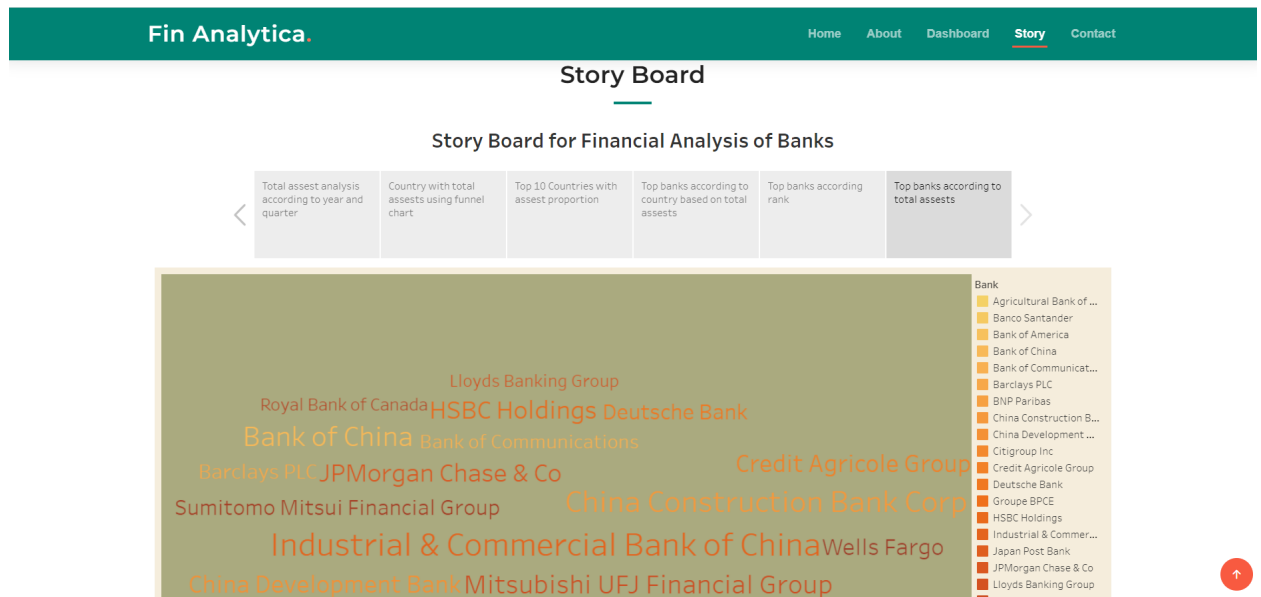 Fin Analytica.
Home About Dashboard Story Contact
Story Board
Story Board for Financial Analysis of Banks
Total assest analysis
according to year and
quarter
Country with total
assests using funnel
chart
Top 10 Countries with
assest proportion
Top banks according to
country based on total
assests
Top banks according
rank
Top banks according to
total assests
Lloyds Banking Group
Royal Bank of Canada
HSBC Holdings
Deutsche Bank
Bank of China
Bank of Communications
Barclays PLC
JPMorgan Chase & Co
Credit Agricole Group
Sumitomo Mitsui Financial Group
China Construction Bank Corp
Industrial & Commercial Bank of China
Wells Fargo
China Development Bank
Mitsubishi UFJ Financial Group
Bank
Agricultural Bank of ...
Banco Santander
Bank of America
Bank of China
Bank of Communicat...
Barclays PLC
BNP Paribas
China Construction B...
China Development ...
Citigroup Inc
Credit Agricole Group
Deutsche Bank
Groupe BPCE
HSBC Holdings
Industrial & Commer...
Japan Post Bank
JPMorgan Chase & Co
Lloyds Banking Group